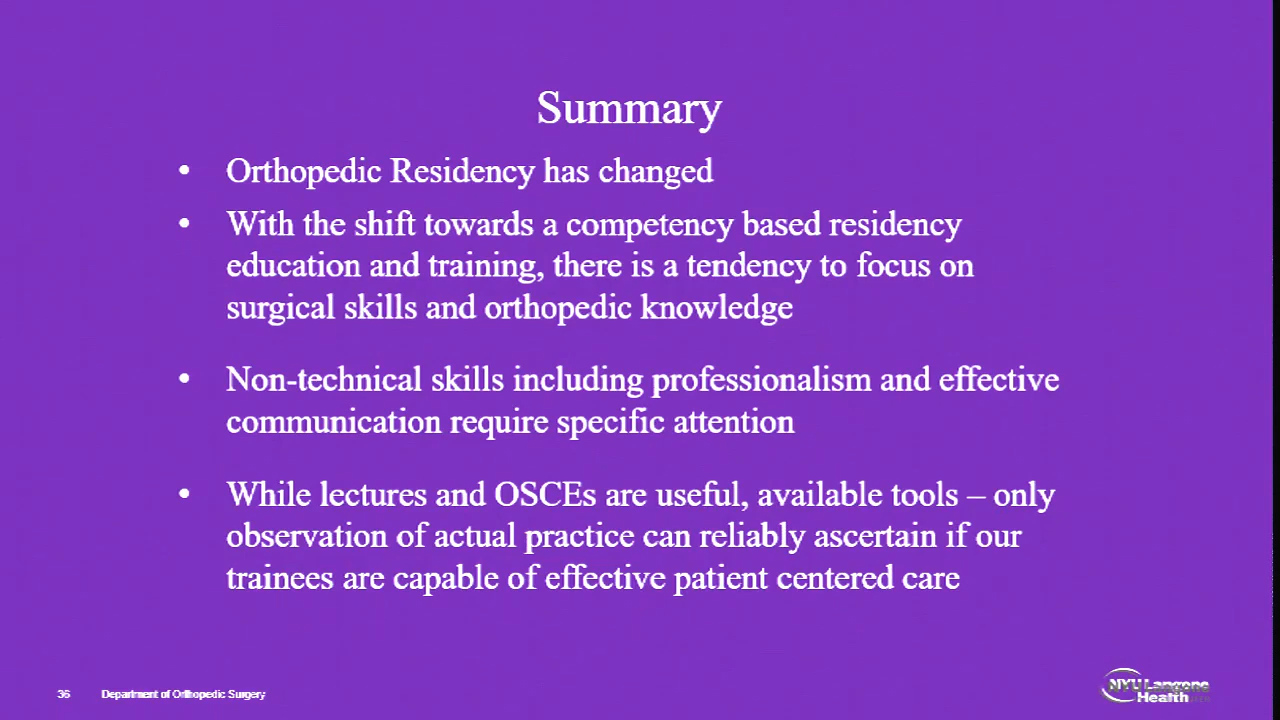 Summary
• Orthopedic Residency has changed
• With the shift towards a competency based residency
education and training, there is a tendency to focus on
surgical skills and orthopedic knowledge
• Non-technical skills including professionalism and effective
communication require specific attention
• While lectures and OSCEs are useful, available tools – only
observation of actual practice can reliably ascertain if our
trainees are capable of effective patient centered care
36 Department of Orthopedic Surgery
NYU Langone
Health